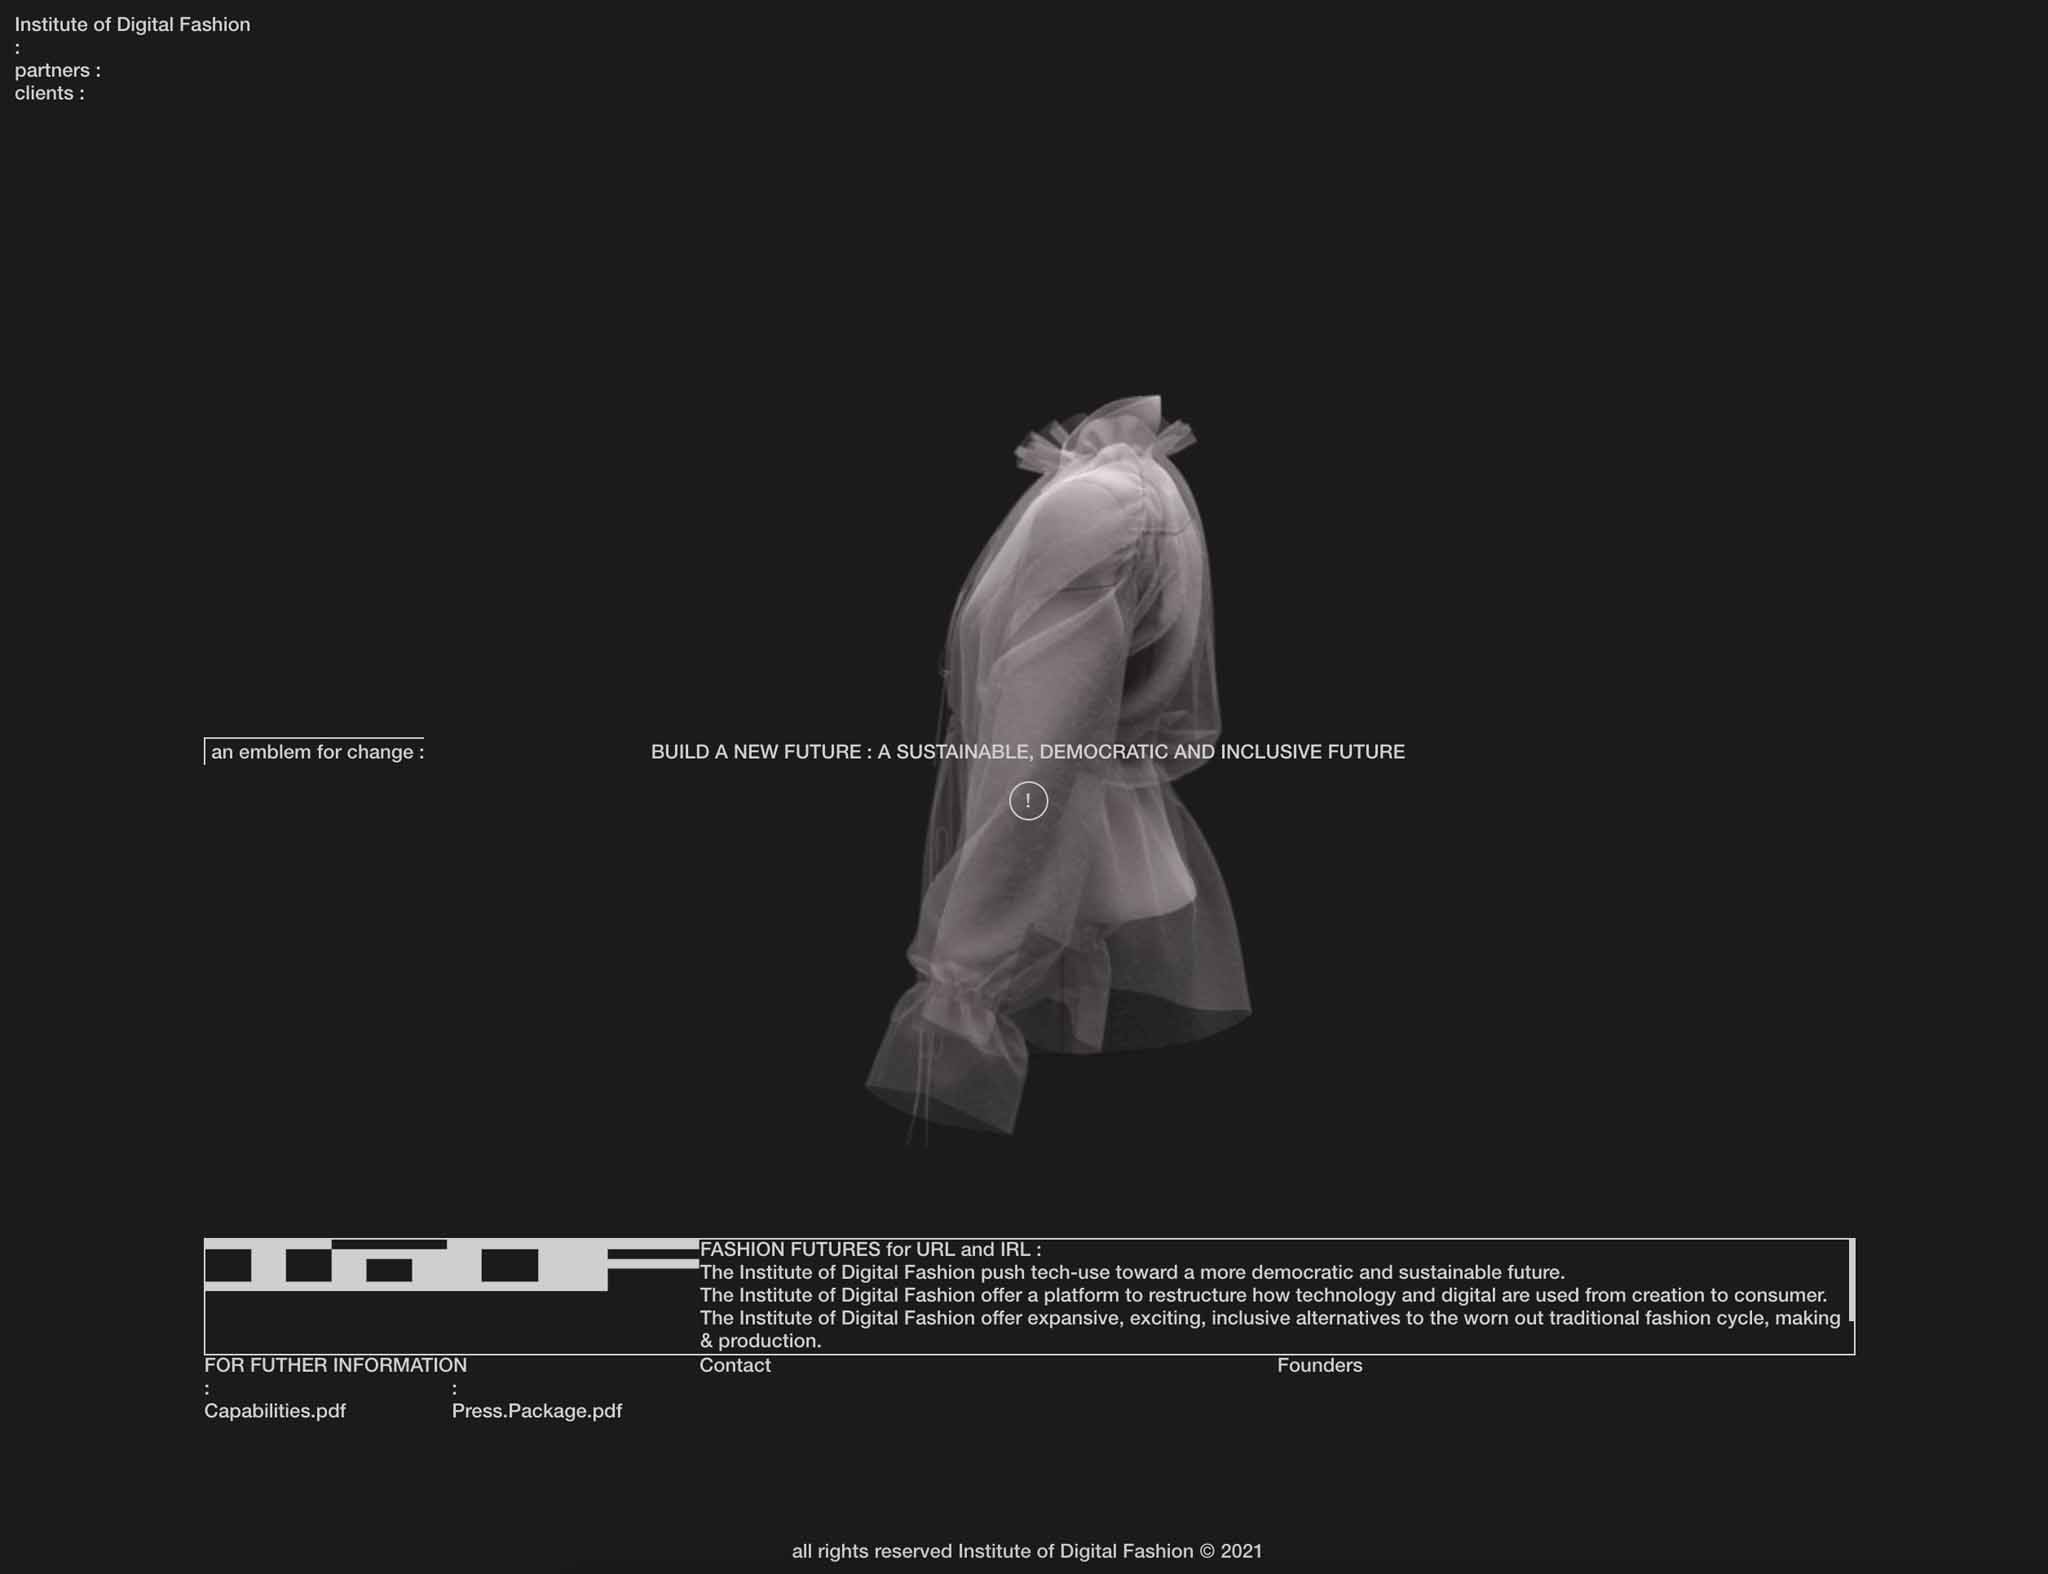 Institute of Digital Fashion
:
partners :
clients :
an emblem for change :
BUILD A NEW FUTURE : A SUSTAINABLE, DEMOCRATIC AND INCLUSIVE FUTURE
!
FASHION FUTURES for URL and IRL :
The Institute of Digital Fashion push tech-use toward a more democratic and sustainable future.
The Institute of Digital Fashion offer a platform to restructure how technology and digital are used from creation to consumer.
The Institute of Digital Fashion offer expansive, exciting, inclusive alternatives to the worn out traditional fashion cycle, making
& production.
FOR FUTHER INFORMATION
:
Capabilities.pdf
:
Press.Package.pdf
Contact
Founders
all rights reserved Institute of Digital Fashion © 2021